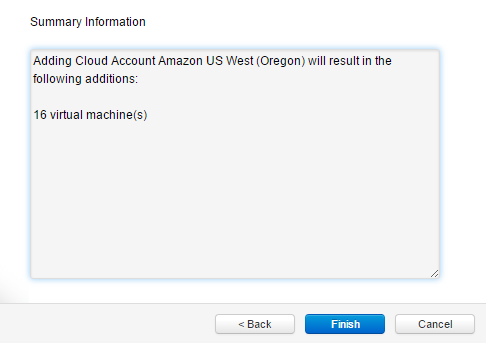 Summary Information
Adding Cloud Account Amazon US West (Oregon) will result in the
following additions:
16 virtual machine(s)
< Back
Finish
Cancel